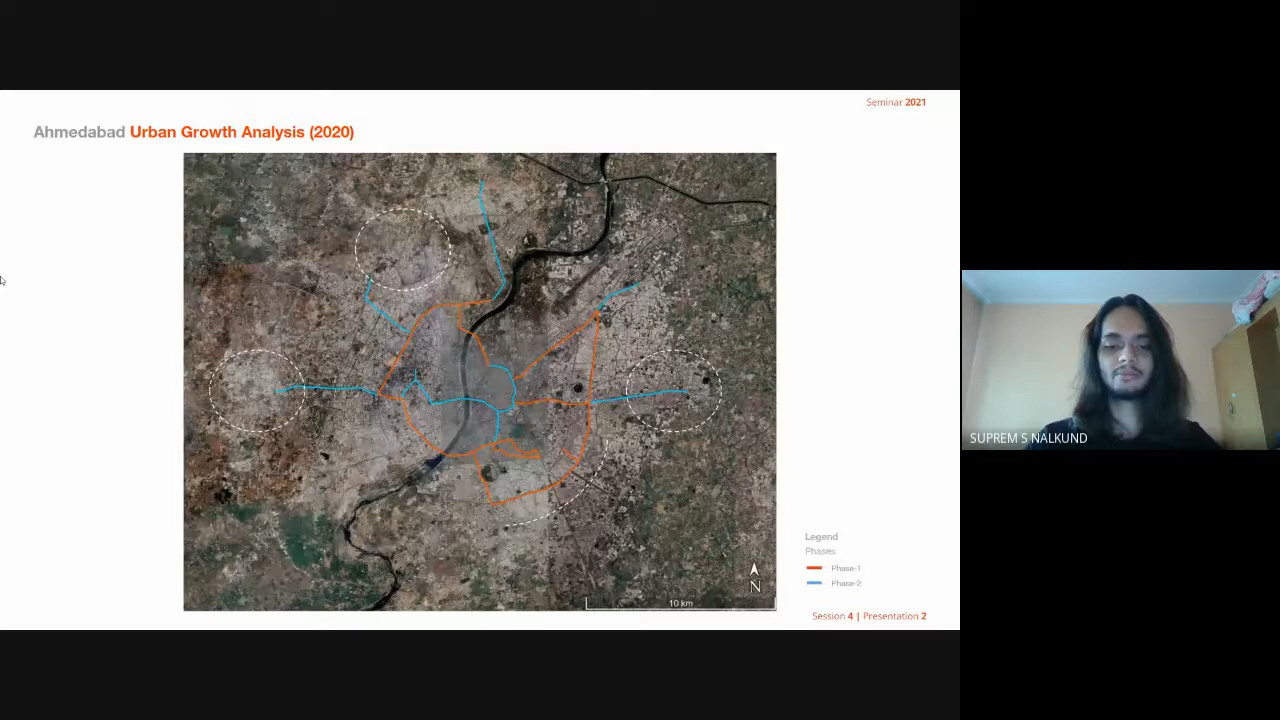 Seminar 2021
Ahmedabad Urban Growth Analysis (2020)
SUPREM S NALKUND
Legend
Phases
Phase-1
Phase-2
N
10 km
Session 4 | Presentation 2